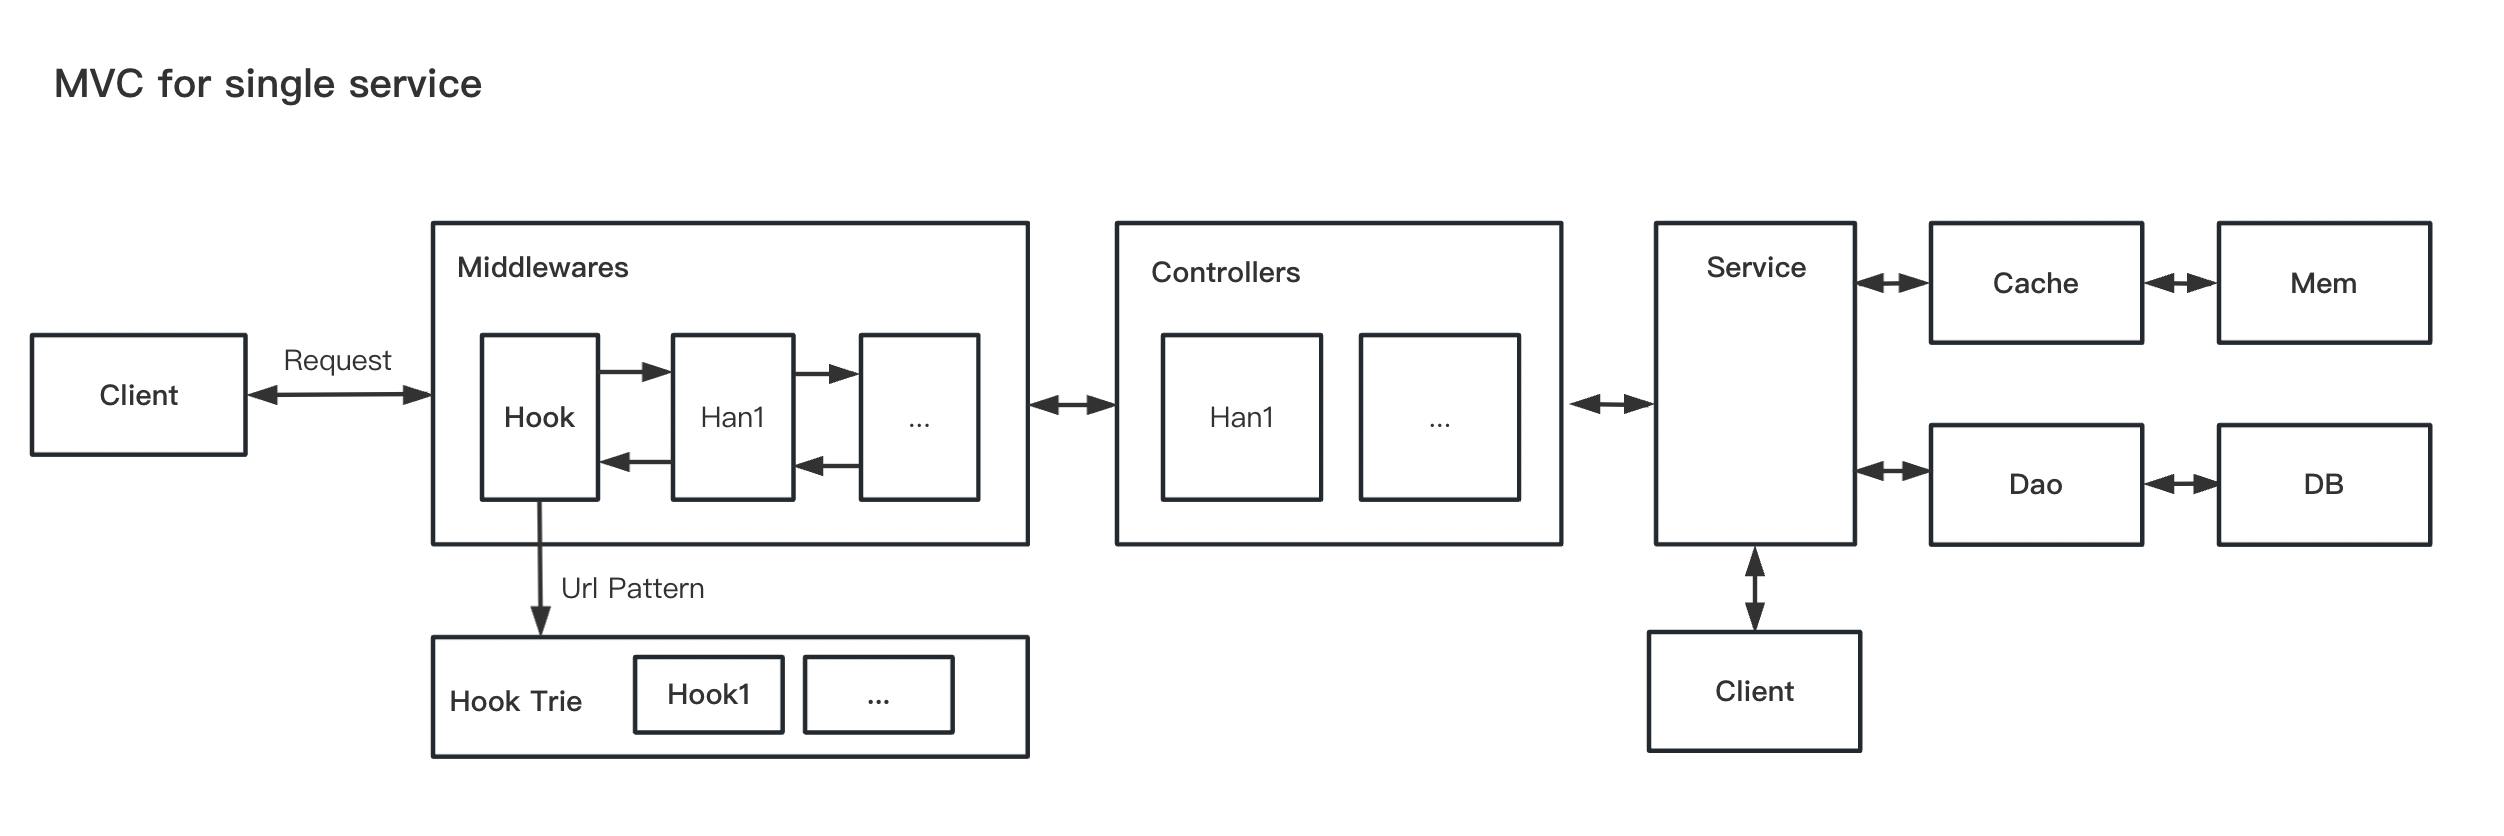 MVC for single service
Client
Request
Middlewares
Hook
Han1
...
Url Pattern
Hook Trie
Hook1
...
Controllers
Han1
...
Service
Client
Cache
Mem
Dao
DB